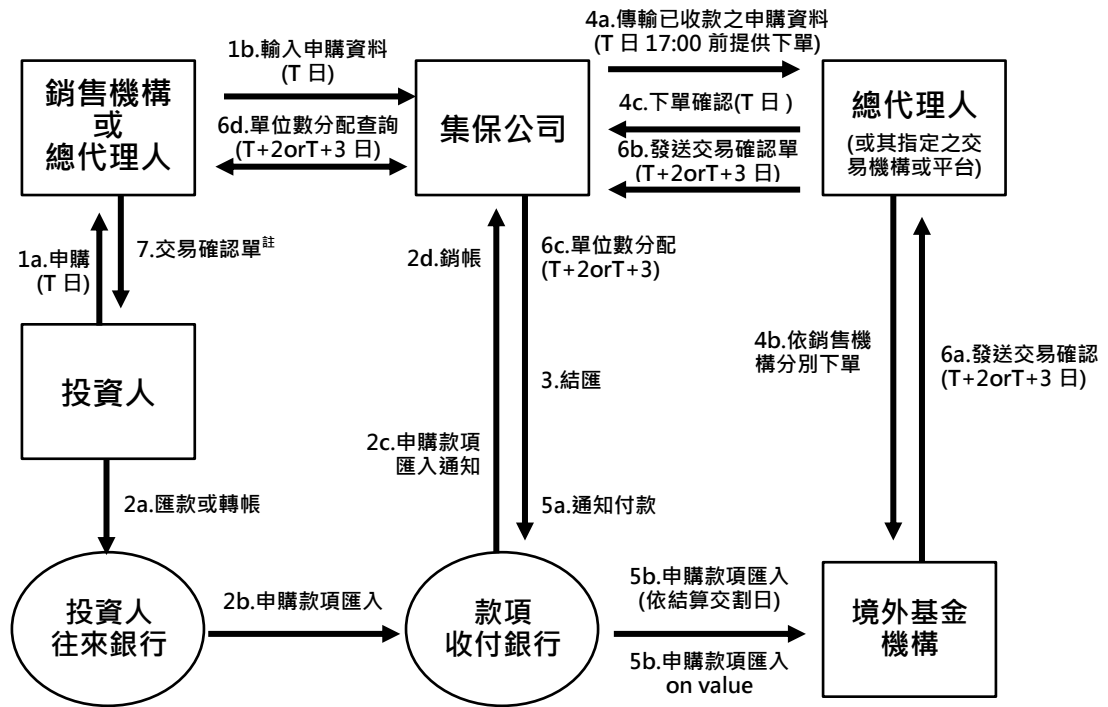 4a.傳輸已收款之申購資料
(T 日 17:00 前提供下單)
1b.輸入申購資料
(T 日)
銷售機構
或
總代理人
集保公司
總代理人
(或其指定之交
易機構或平台)
4c.下單確認(T 日 )
6d.單位數分配查詢
(T+2orT+3 日)
6b.發送交易確認單
(T+2orT+3 日)
1a.申購
(T 日)
7.交易確認單註
2d.銷帳
6c.單位數分配
(T+2orT+3)
4b.依銷售機
構分別下單
6a.發送交易確認
(T+2orT+3 日)
投資人
3.結匯
2c.申購款項
匯入通知
2a.匯款或轉帳
5a.通知付款
投資人
往來銀行
2b.申購款項匯入
款項
收付銀行
5b.申購款項匯入
(依結算交割日)
5b.申購款項匯入
on value
境外基金
機構